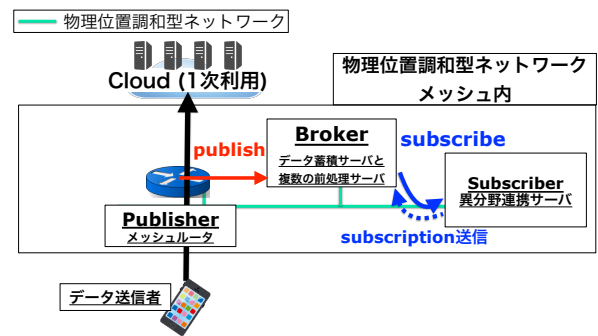 物理位置調和型ネットワーク
Cloud (1次利用)
物理位置調和型ネットワーク
メッシュ内
publish
Broker
データ蓄積サーバと
複数の前処理サーバ
subscribe
Subscriber
異分野連携サーバ
Publisher
メッシュルータ
subscription送信
データ送信者